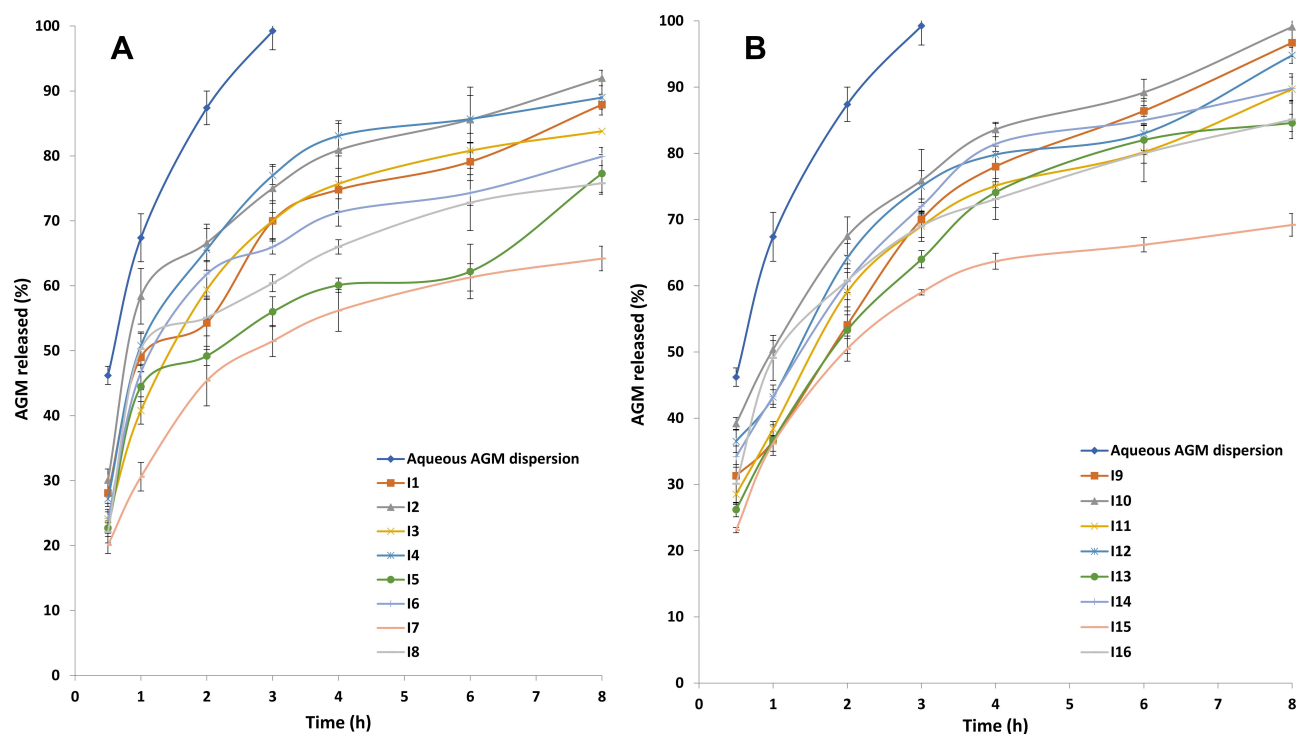 A
AGM released (%)
100
90
80
70
60
50
40
30
20
10
0
0 1 2 3 4 5 6 7 8
Time (h)
Aqueous AGM dispersion
I1
I2
I3
I4
I5
I6
I7
I8
B
AGM released (%)
100
90
80
70
60
50
40
30
20
10
0
0 1 2 3 4 5 6 7 8
Time (h)
Aqueous AGM dispersion
I9
I10
I11
I12
I13
I14
I15
I16